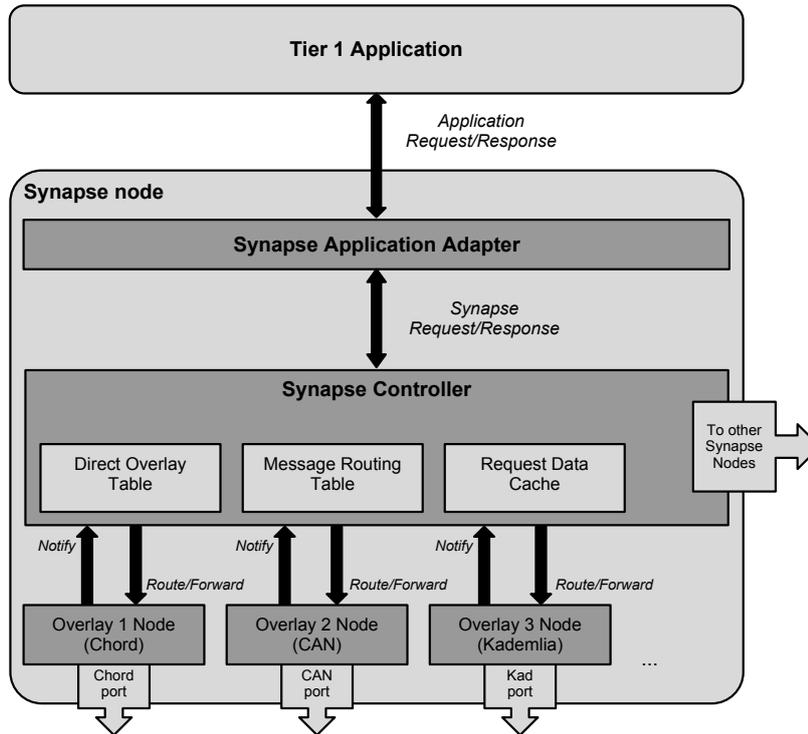 Tier 1 Application
Application
Request/Response
Synapse node
Synapse Application Adapter
Synapse
Request/Response
Synapse Controller
To other
Synapse
Nodes
Direct Overlay
Table
Message Routing
Table
Request Data
Cache
Notify
Route/Forward
Notify
Route/Forward
Notify
Route/Forward
Overlay 1 Node
(Chord)
Overlay 2 Node
(CAN)
Overlay 3 Node
(Kademlia)
...
Chord
port
CAN
port
Kad
port